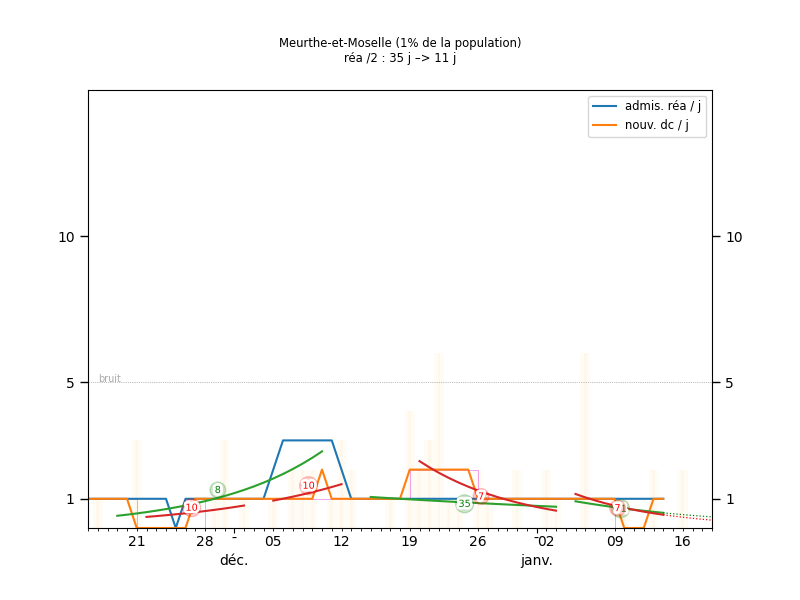 Meurthe-et-Moselle (1% de la population)
réa /2 : 35 j –> 11 j
admis. réa / j
nouv. dc / j
10 10
bruit
5 5
8
10
10
7
35
7
1 1
21 28 05 12 19 26 02 09 16
déc. janv.